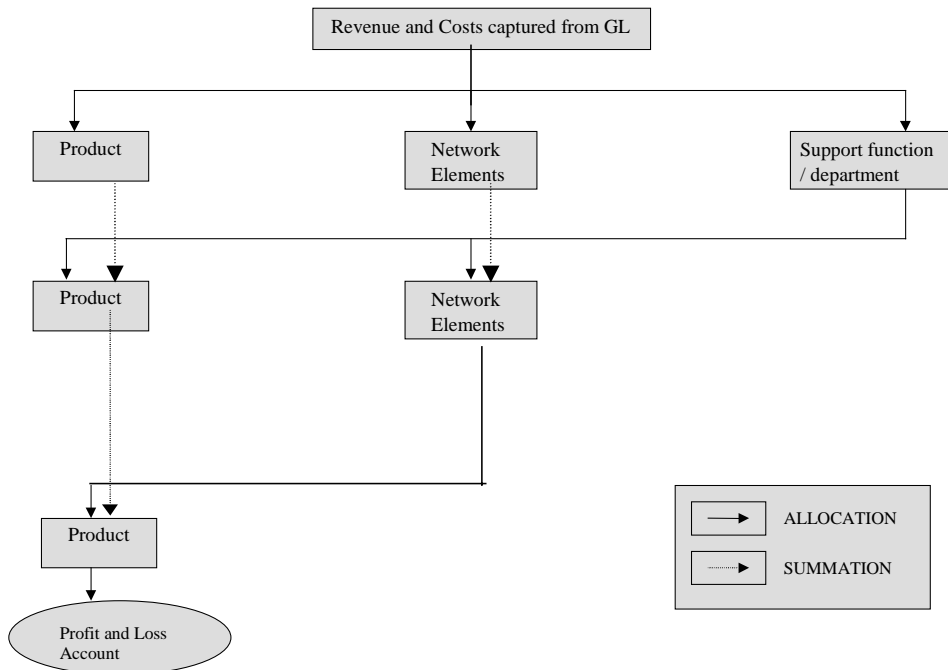 Revenue and Costs captured from GL
Product
Network
Elements
Support function
/ department
Product
Network
Elements
Product
ALLOCATION
SUMMATION
Profit and Loss
Account